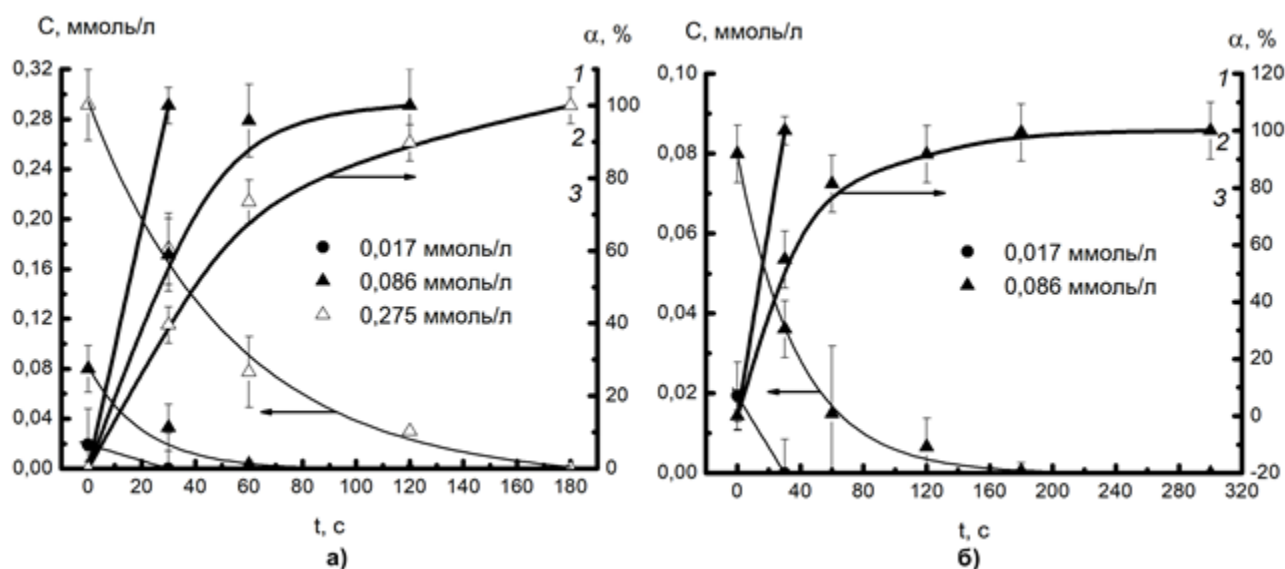 C, ммоль/л
α, %
0,32
0,28
0,24
0,20
0,16
0,12
0,08
0,04
0,00
1
2
3
100
80
60
40
20
0
0,017 ммоль/л
0,086 ммоль/л
0,275 ммоль/л
0 20 40 60 80 100 120 140 160 180
t, с
а)
C, ммоль/л
α, %
0,10
0,08
0,06
0,04
0,02
0,00
1
2
3
120
100
80
60
40
20
0
-20
0,017 ммоль/л
0,086 ммоль/л
0 40 80 120 160 200 240 280 320
t, с
б)